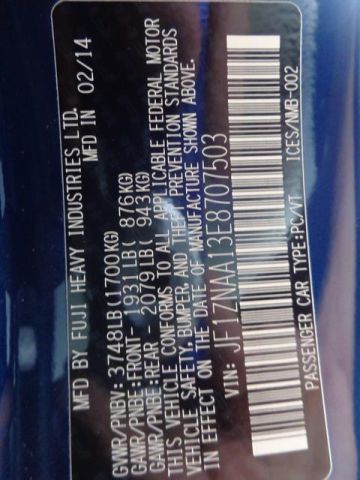 MFD BY FUJI HEAVY INDUSTRIES LTD.
MFD IN 02/14
GVWR/PNBV: 3748LB(1700KG)
GAWR/PNBE:FRONT- 1931LB( 876KG)
GAWR/PNBE:REAR - 2079LB( 943KG)
THIS VEHICLE CONFORMS TO ALL APPLICABLE FEDERAL MOTOR
VEHICLE SAFETY,BUMPER,AND THEFT PREVENTION STANDARDS
IN EFFECT ON THE DATE OF MANUFACTURE SHOWN ABOVE.
VIN: JF1ZNAA13E8707503
PASSENGER CAR TYPE:PC/VT ICES/NMB-002